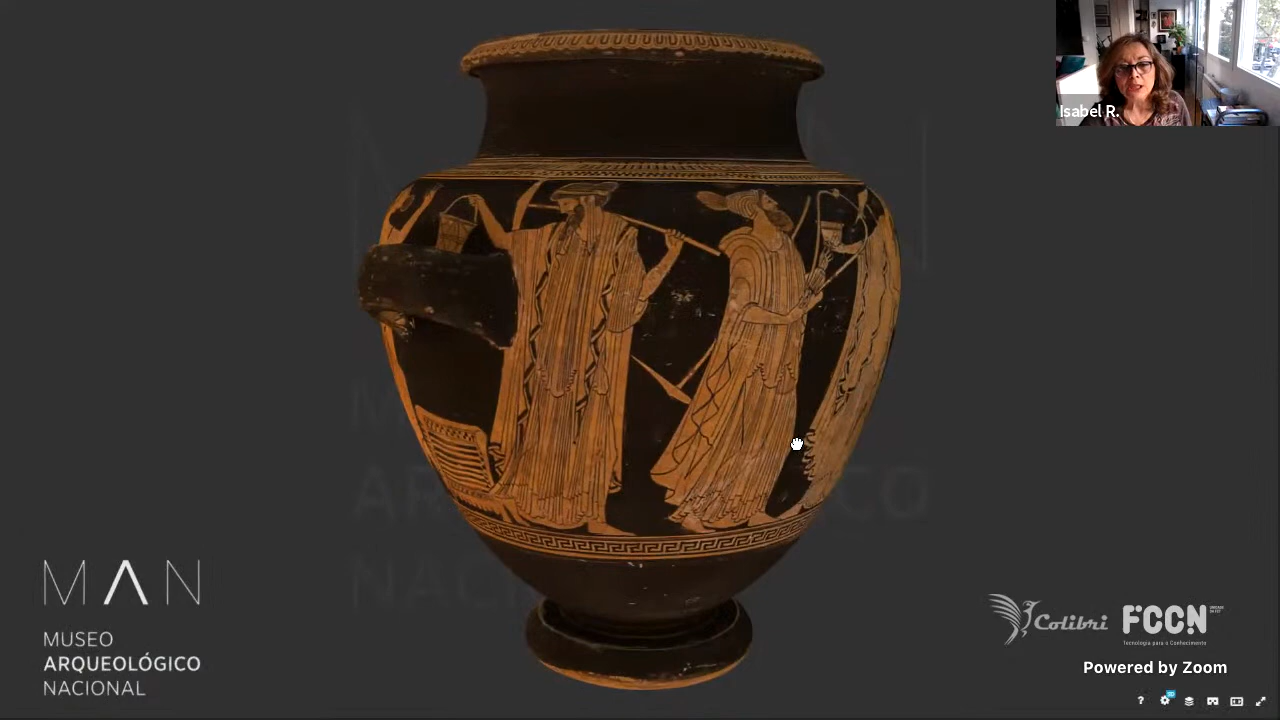 Isabel R.
MAN
MUSEO
ARQUEOLÓGICO
NACIONAL
Colibri
FCCN
Tecnologia para o Conhecimento
Powered by Zoom
?